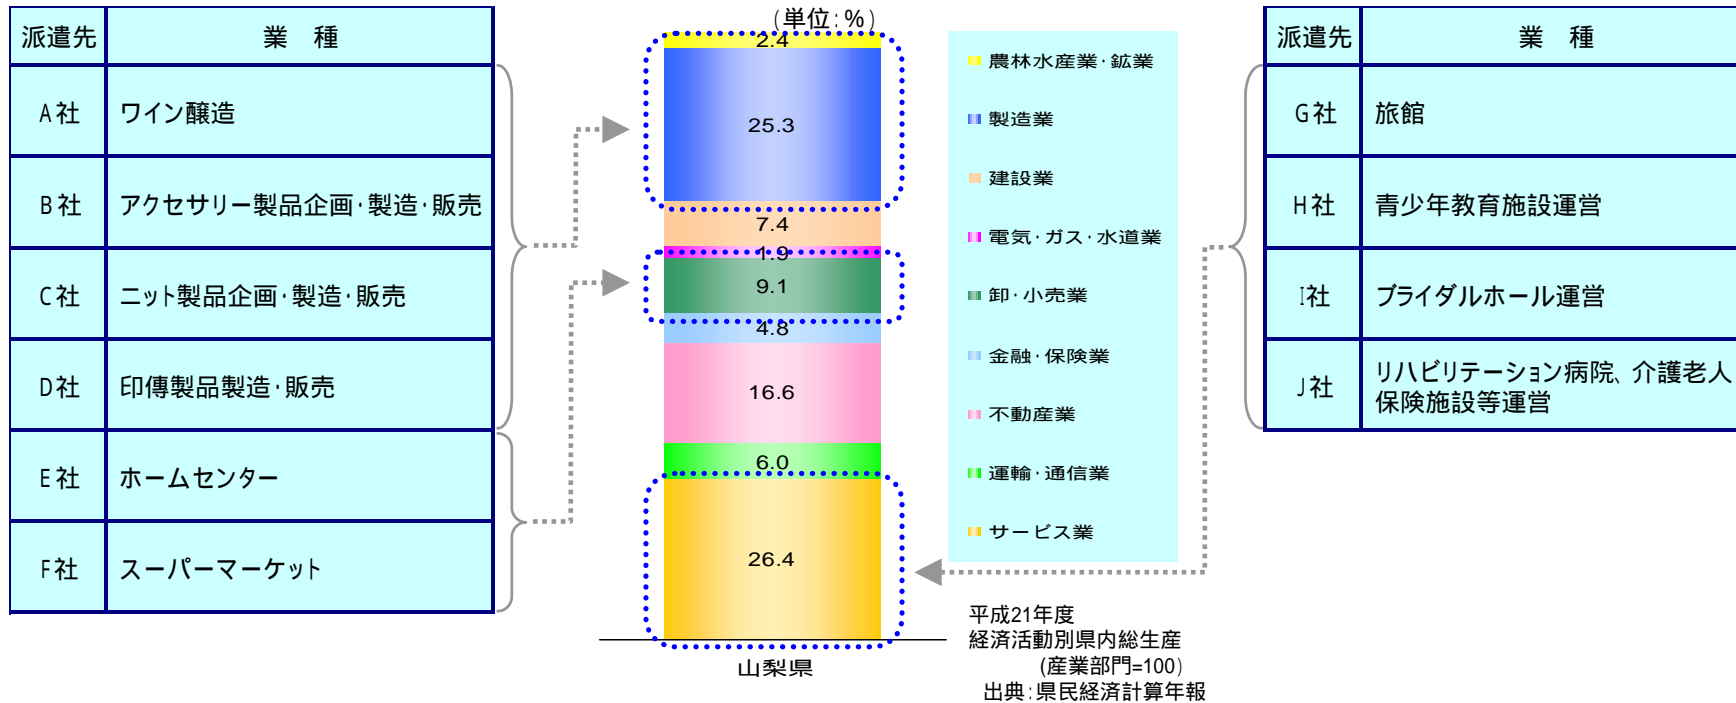 派遣先 業 種
A社 ワイン醸造
B社 アクセサリー製品企画・製造・販売
C社 ニット製品企画・製造・販売
D社 印傳製品製造・販売
E社 ホームセンター
F社 スーパーマーケット
(単位:%)
2.4
25.3
7.4
1.9
9.1
4.8
16.6
6.0
26.4
山梨県
農林水産業・鉱業
製造業
建設業
電気・ガス・水道業
卸・小売業
金融・保険業
不動産業
運輸・通信業
サービス業
平成21年度
経済活動別県内総生産
(産業部門=100)
出典:県民経済計算年報
派遣先 業 種
G社 旅館
H社 青少年教育施設運営
I社 ブライダルホール運営
J社 リハビリテーション病院、介護老人
保険施設等運営